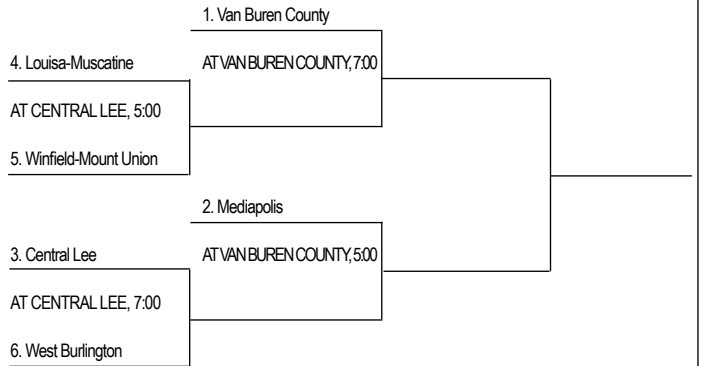 1. Van Buren County
4. Louisa-Muscatine
AT VAN BUREN COUNTY, 7:00
AT CENTRAL LEE, 5:00
5. Winfield-Mount Union
2. Mediapolis
3. Central Lee
AT VAN BUREN COUNTY, 5:00
AT CENTRAL LEE, 7:00
6. West Burlington